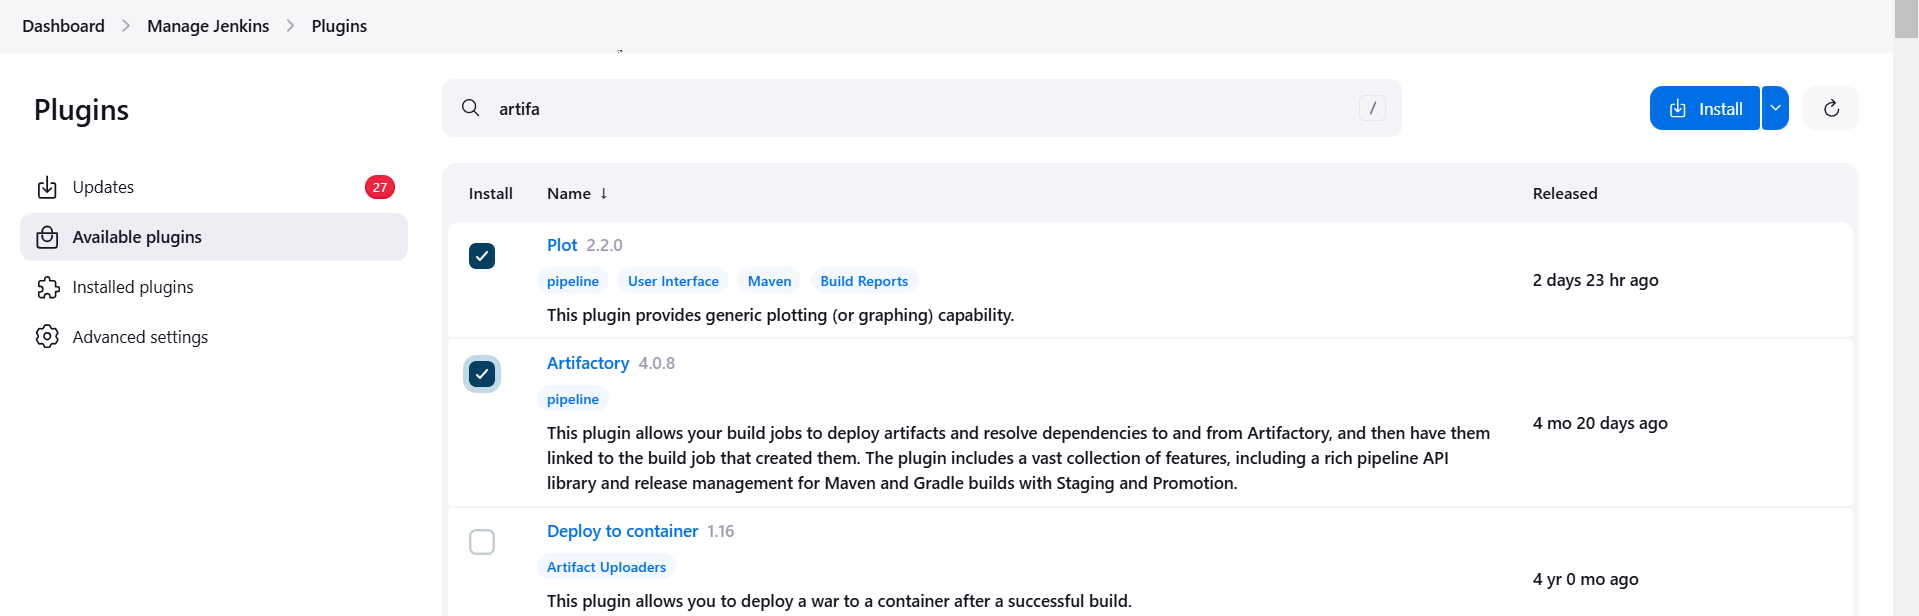 Dashboard > Manage Jenkins > Plugins
Plugins
artifa
/
Install
Updates
27
Available plugins
Installed plugins
Advanced settings
Install Name ↓ Released
Plot 2.2.0
pipeline User Interface Maven Build Reports
This plugin provides generic plotting (or graphing) capability.
2 days 23 hr ago
Artifactory 4.0.8
pipeline
This plugin allows your build jobs to deploy artifacts and resolve dependencies to and from Artifactory, and then have them
linked to the build job that created them. The plugin includes a vast collection of features, including a rich pipeline API
library and release management for Maven and Gradle builds with Staging and Promotion.
4 mo 20 days ago
Deploy to container 1.16
Artifact Uploaders
This plugin allows you to deploy a war to a container after a successful build.
4 yr 0 mo ago